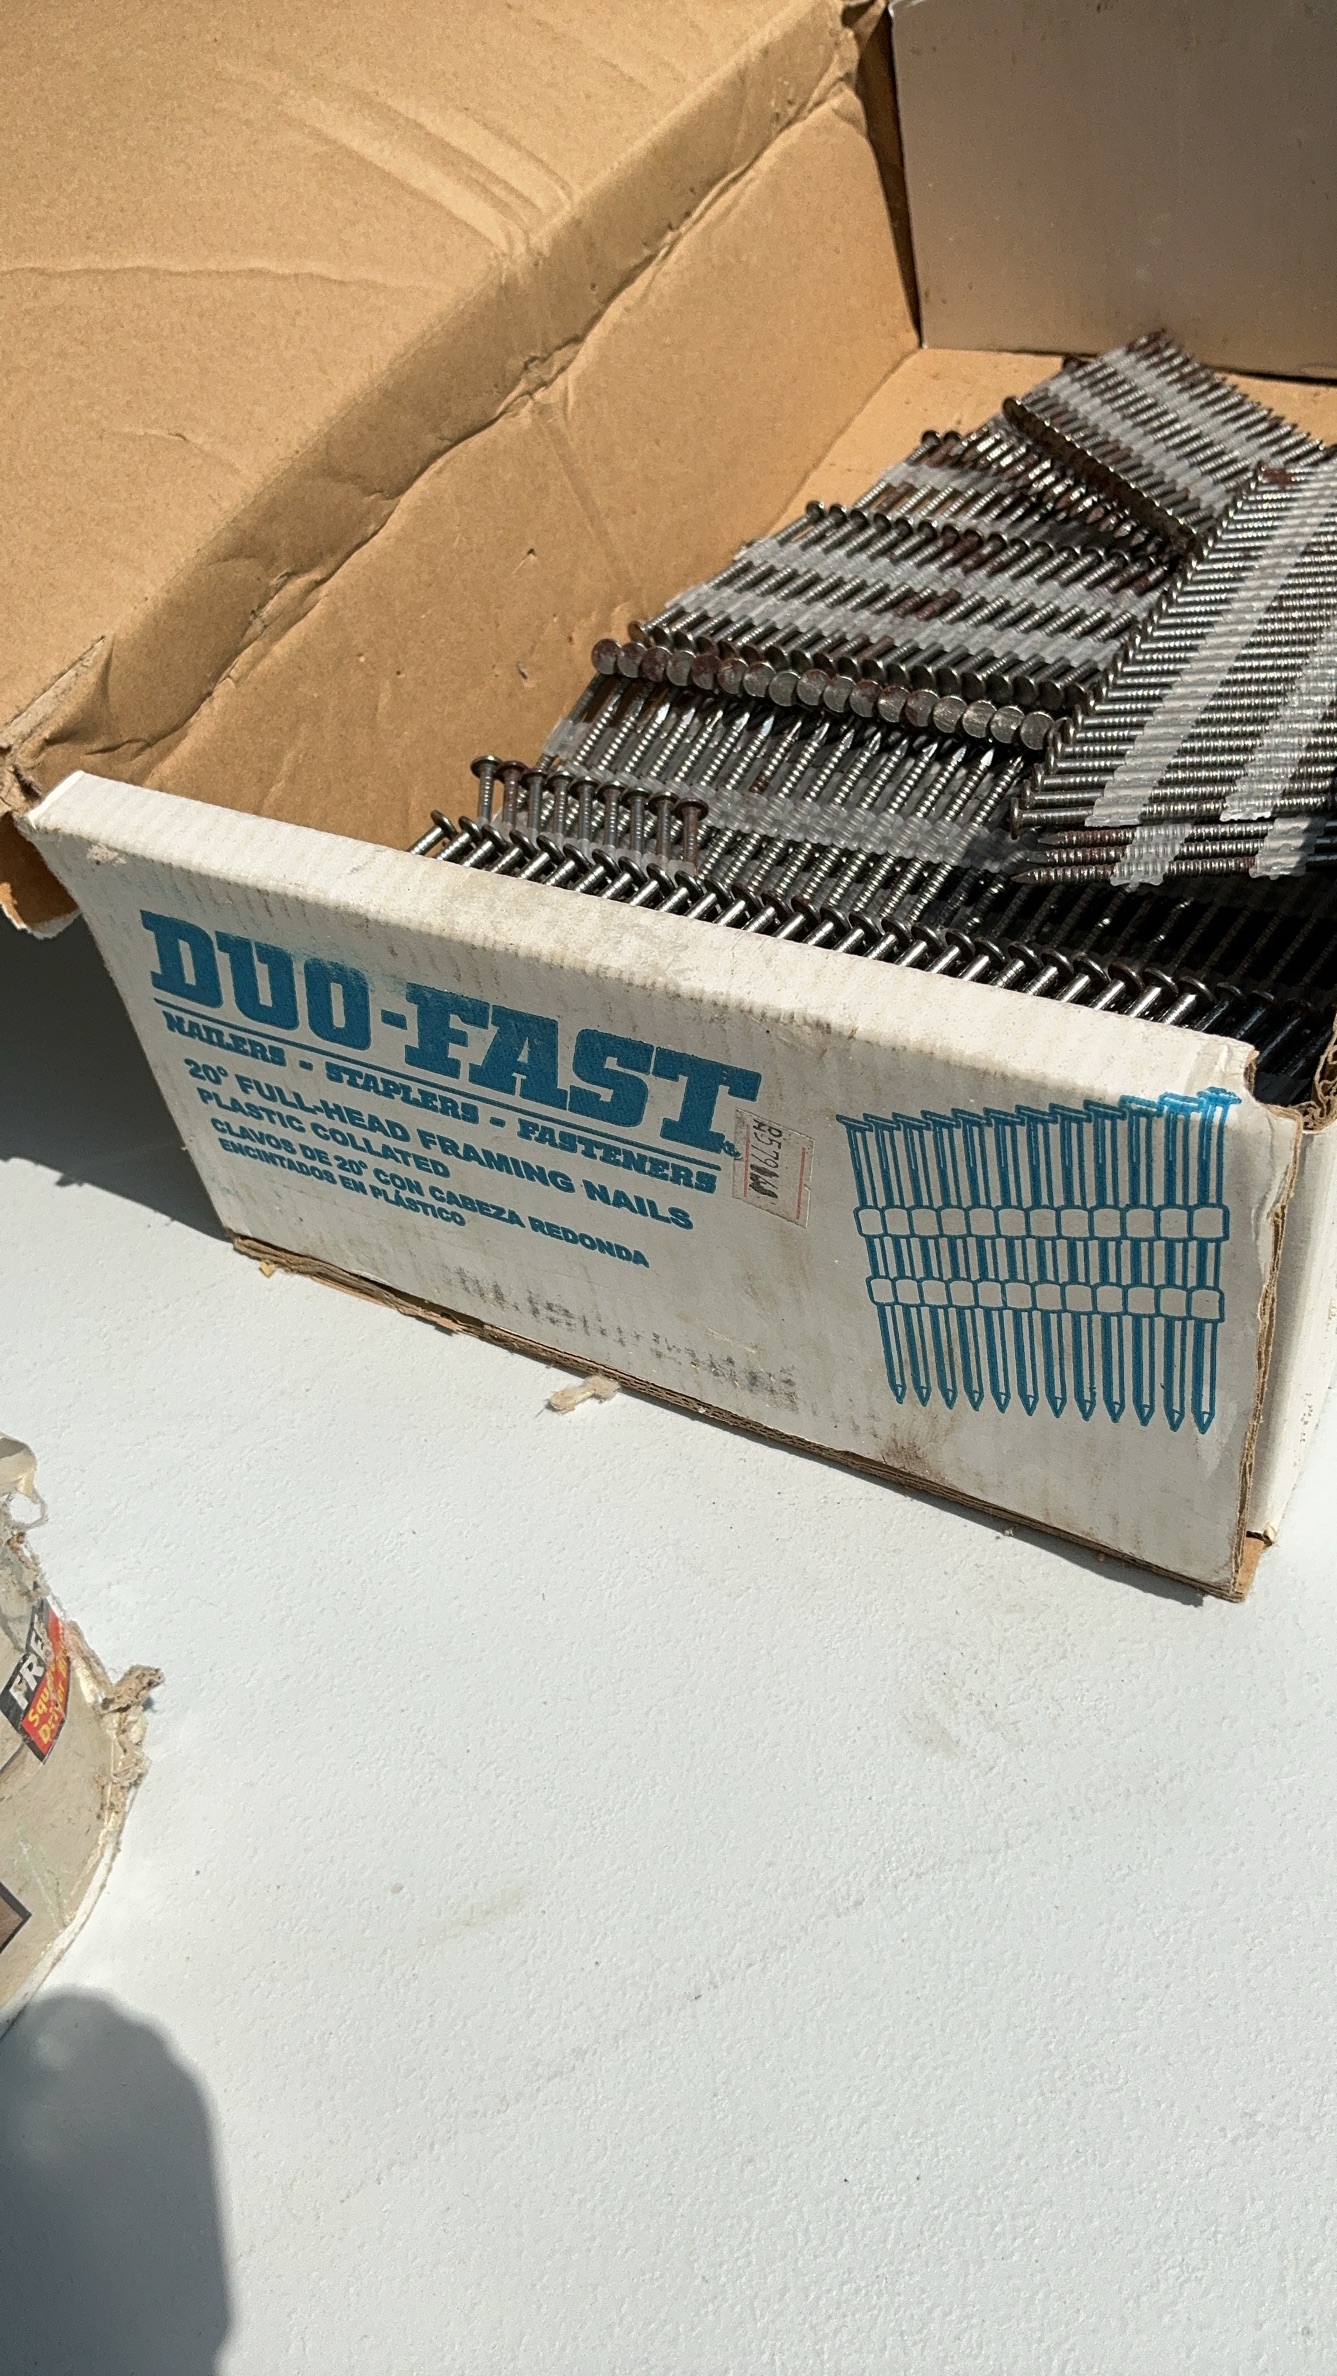 DUO-FAST®
NAILERS - STAPLERS - FASTENERS
20° FULL-HEAD FRAMING NAILS
PLASTIC COLLATED
CLAVOS DE 20° CON CABEZA REDONDA
ENCINTADOS EN PLÁSTICO